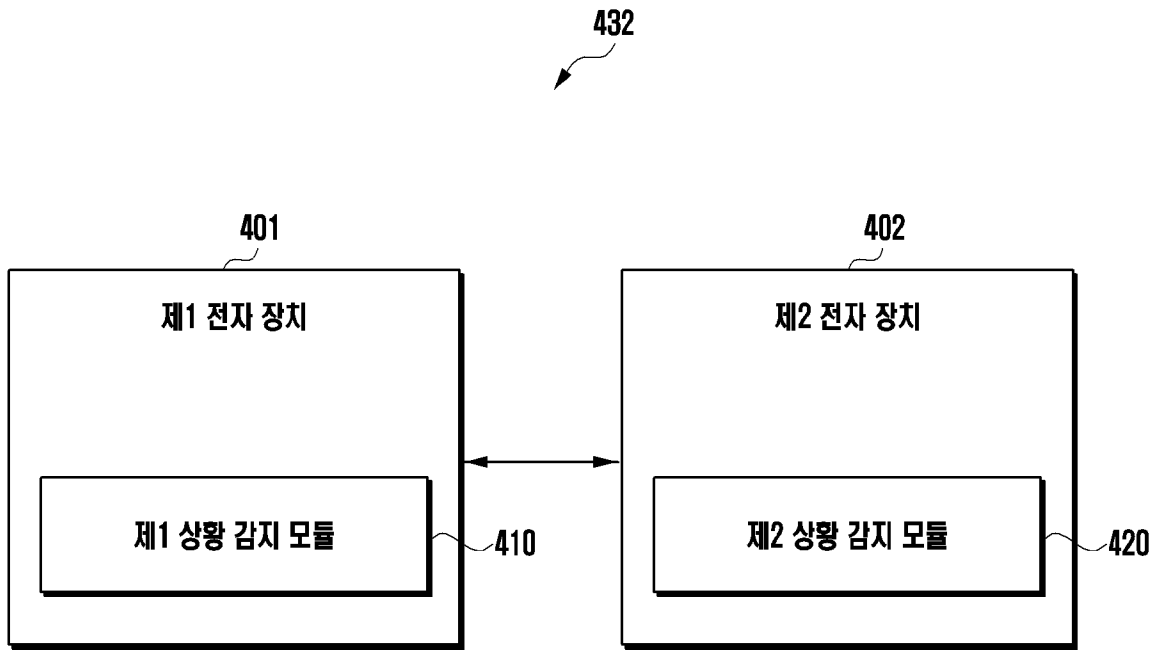 432
401
402
제1 전자 장치
제2 전자 장치
제1 상황 감지 모듈
410
제2 상황 감지 모듈
420